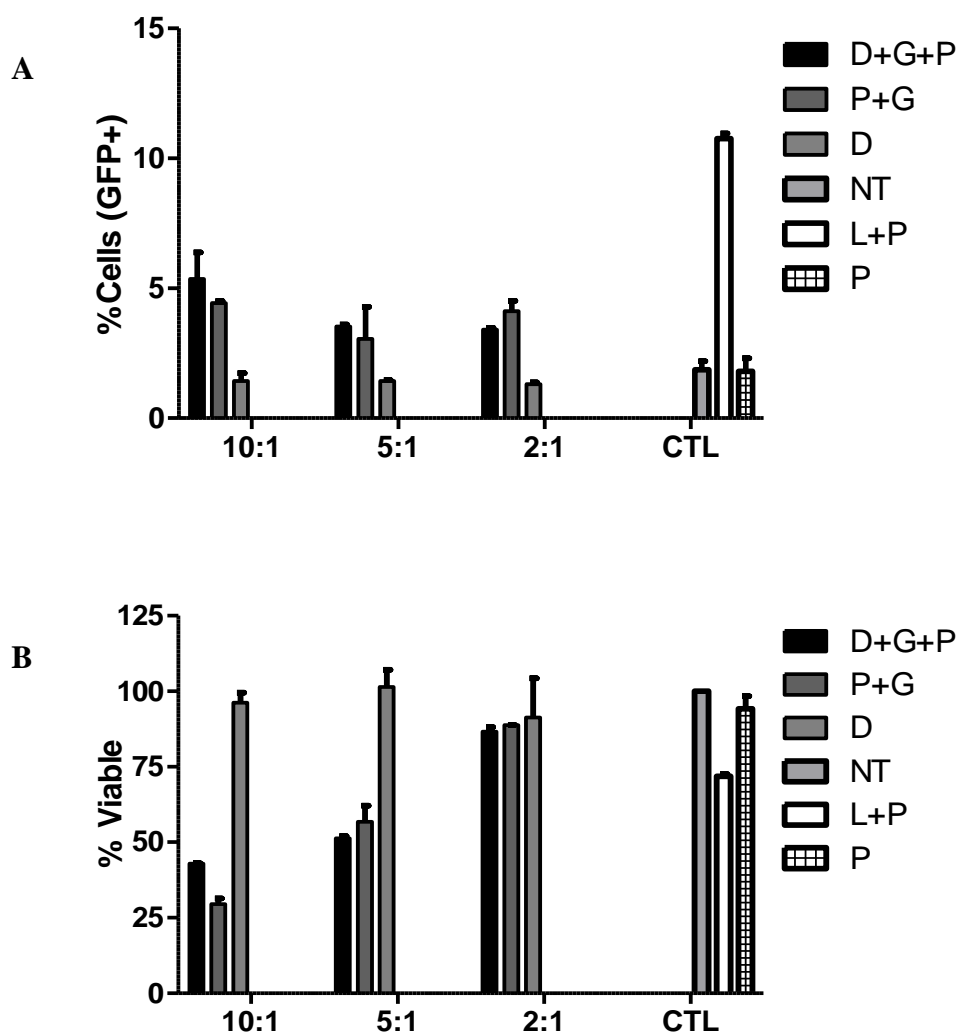 A
15
10
5
0
%Cells (GFP+)
10:1 5:1 2:1 CTL
D+G+P
P+G
D
NT
L+P
P
B
125
100
75
50
25
0
% Viable
10:1 5:1 2:1 CTL
D+G+P
P+G
D
NT
L+P
P